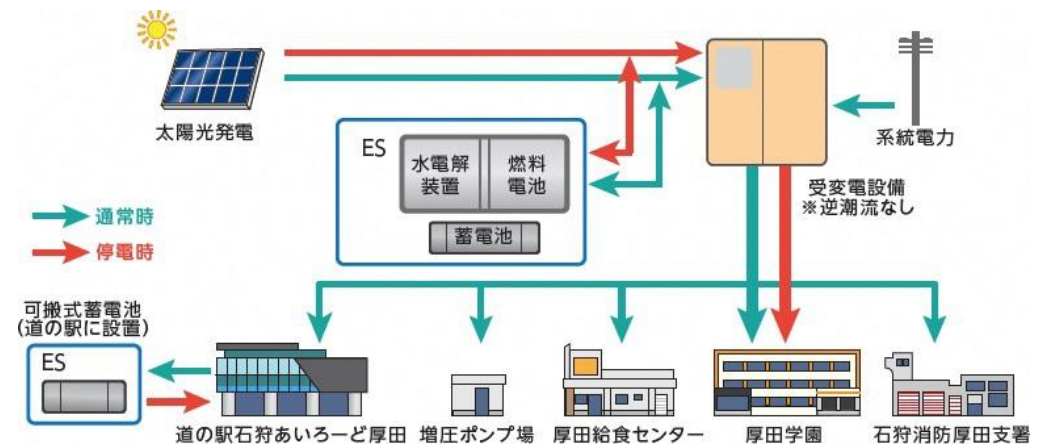 太陽光発電
ES
水電解
装置
燃料
電池
蓄電池
系統電力
受変電設備
※逆潮流なし
通常時
停電時
可搬式蓄電池
(道の駅に設置)
ES
道の駅石狩あいろーど厚田
増圧ポンプ場
厚田給食センター
厚田学園
石狩消防厚田支署